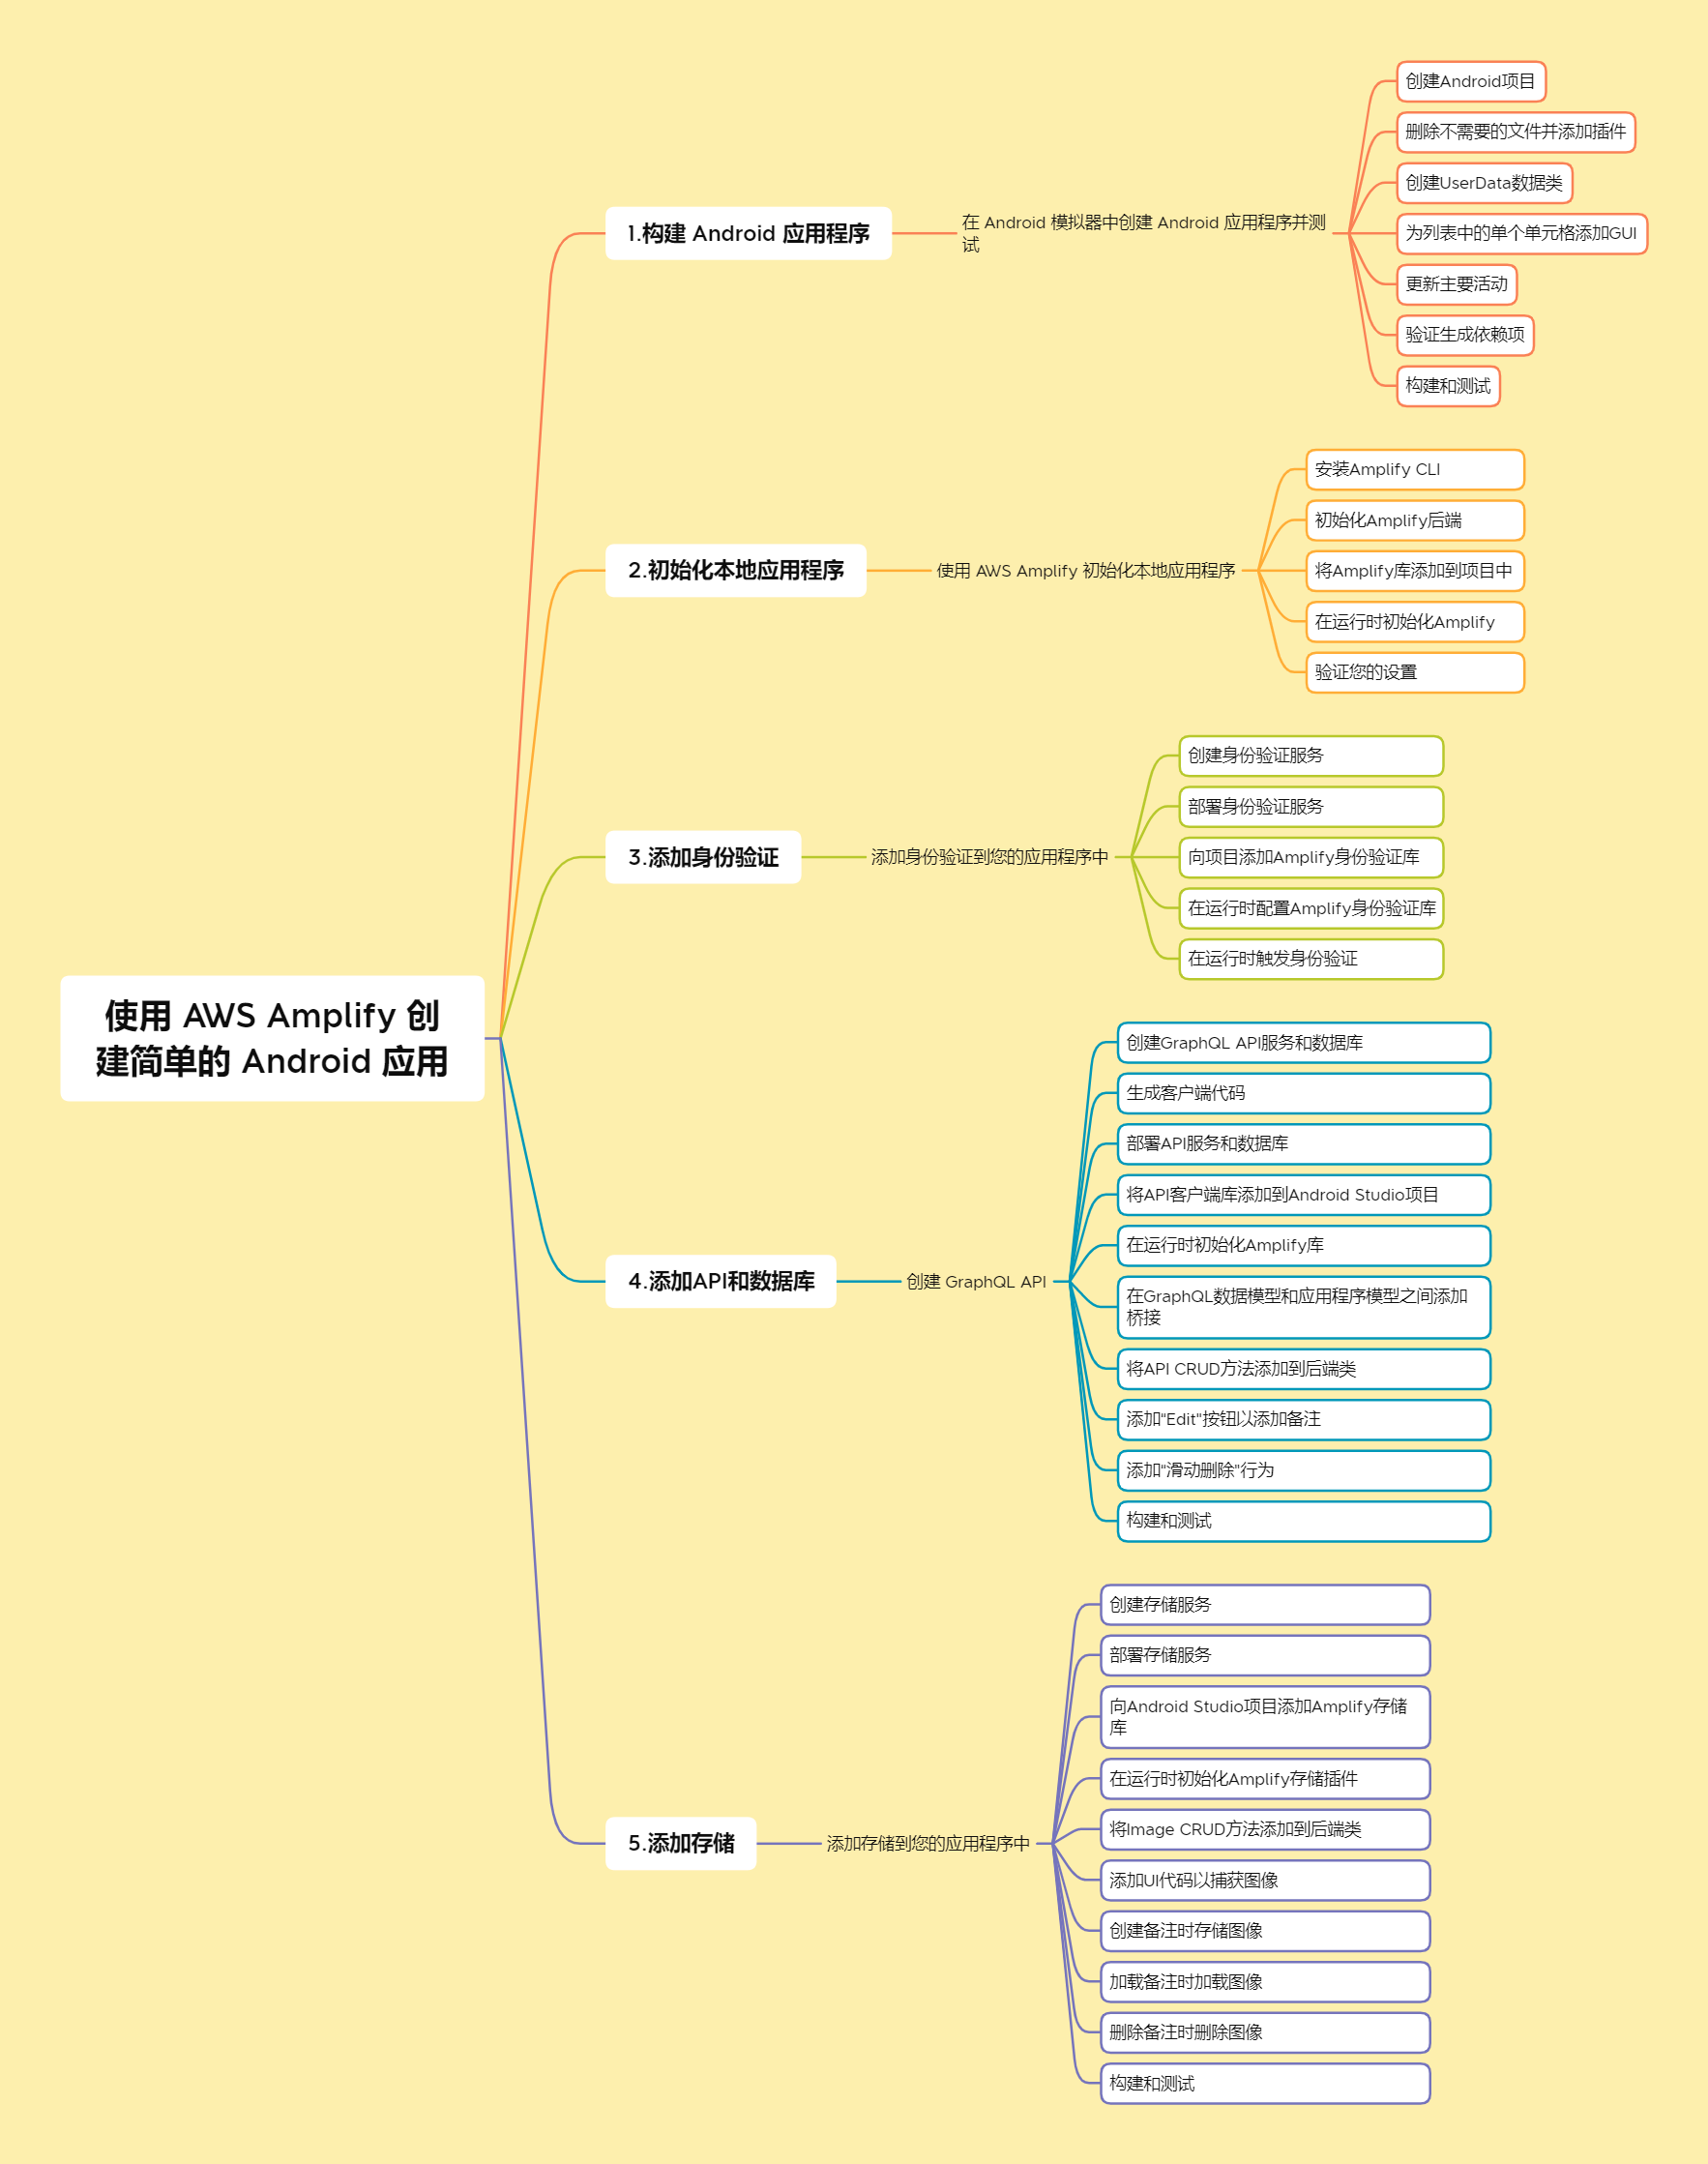 使用 AWS Amplify 创
建简单的 Android 应用
1.构建 Android 应用程序
在 Android 模拟器中创建 Android 应用程序并测
试
创建Android项目
删除不需要的文件并添加插件
创建UserData数据类
为列表中的单个单元格添加GUI
更新主要活动
验证生成依赖项
构建和测试
2.初始化本地应用程序
使用 AWS Amplify 初始化本地应用程序
安装Amplify CLI
初始化Amplify后端
将Amplify库添加到项目中
在运行时初始化Amplify
验证您的设置
3.添加身份验证
添加身份验证到您的应用程序中
创建身份验证服务
部署身份验证服务
向项目添加Amplify身份验证库
在运行时配置Amplify身份验证库
在运行时触发身份验证
4.添加API和数据库
创建 GraphQL API
创建GraphQL API服务和数据库
生成客户端代码
部署API服务和数据库
将API客户端库添加到Android Studio项目
在运行时初始化Amplify库
在GraphQL数据模型和应用程序模型之间添加
桥接
将API CRUD方法添加到后端类
添加"Edit"按钮以添加备注
添加"滑动删除"行为
构建和测试
5.添加存储
添加存储到您的应用程序中
创建存储服务
部署存储服务
向Android Studio项目添加Amplify存储
库
在运行时初始化Amplify存储插件
将Image CRUD方法添加到后端类
添加UI代码以捕获图像
创建备注时存储图像
加载备注时加载图像
删除备注时删除图像
构建和测试